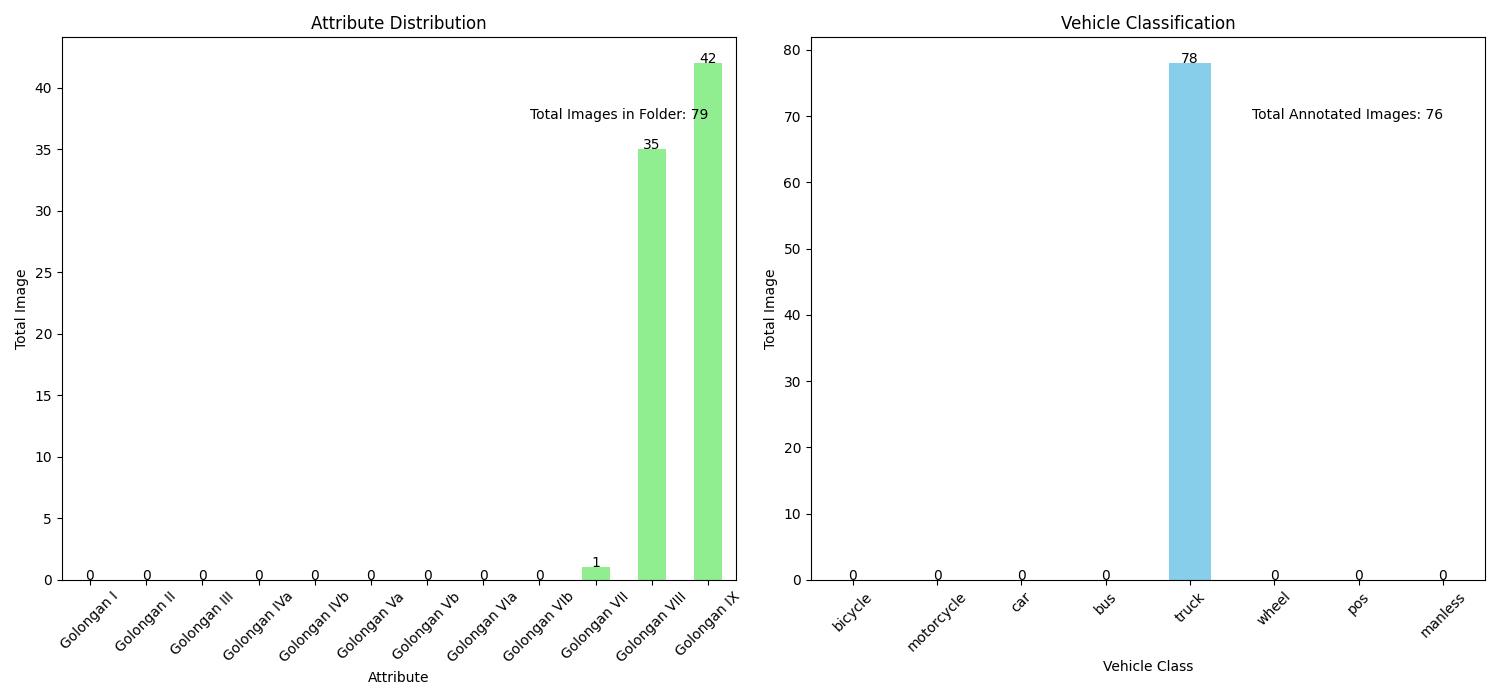 Attribute Distribution
Total Image
40
35
30
25
20
15
10
5
0
42
Total Images in Folder: 79
35
1
0
0
0
0
0
0
0
0
0
Golongan I
Golongan II
Golongan III
Golongan IVa
Golongan IVb
Golongan Va
Golongan Vb
Golongan VIa
Golongan VIb
Golongan VII
Golongan VIII
Golongan IX
Attribute
Vehicle Classification
Total Image
80
70
60
50
40
30
20
10
0
78
Total Annotated Images: 76
0
0
0
0
0
0
0
bicycle
motorcycle
car
bus
truck
wheel
pos
manless
Vehicle Class